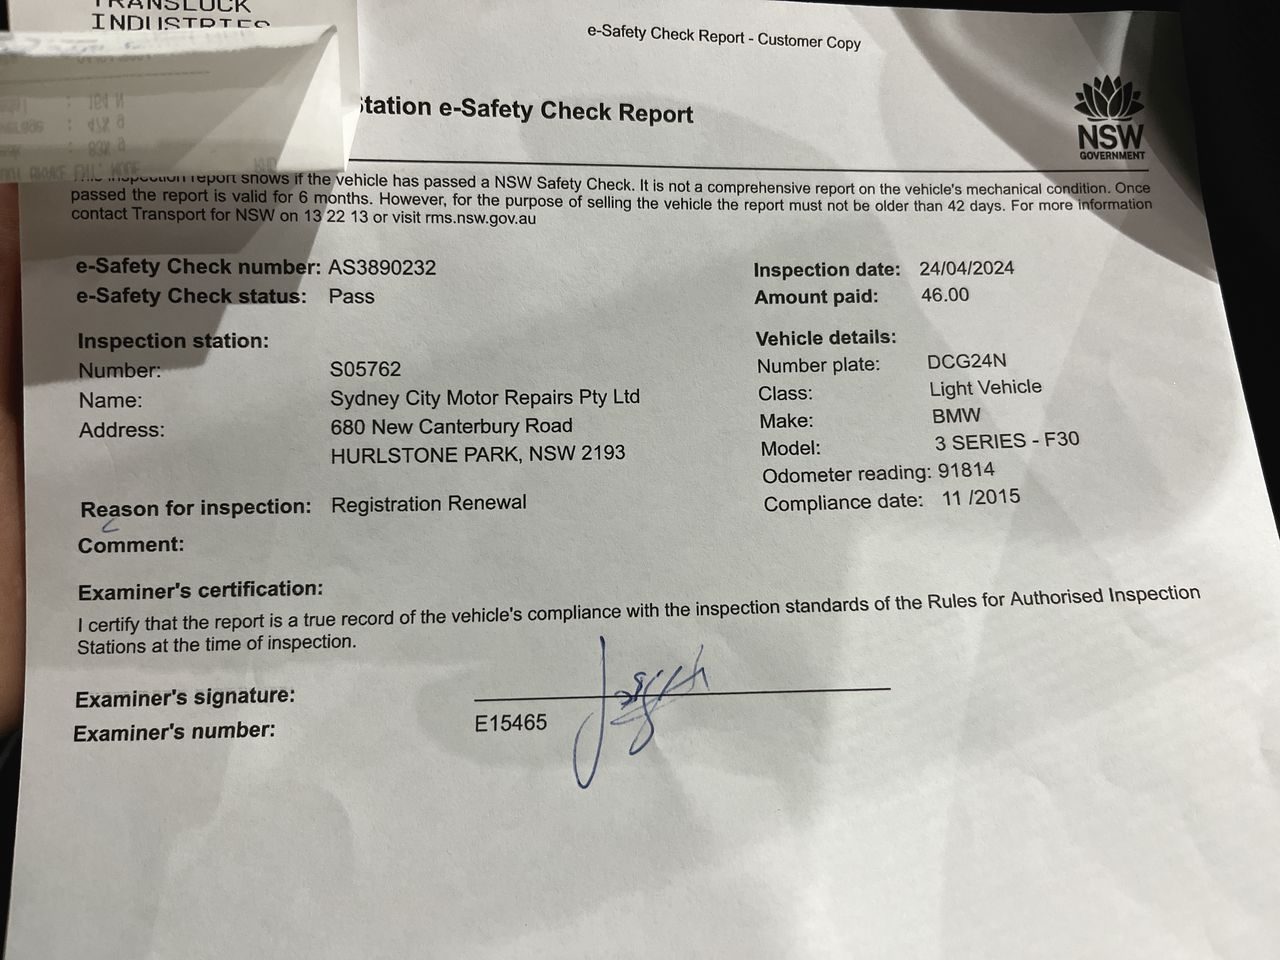 TRANSLUCK
INDUSTRIES
e-Safety Check Report - Customer Copy
Station e-Safety Check Report
NSW
GOVERNMENT
inspection report shows if the vehicle has passed a NSW Safety Check. It is not a comprehensive report on the vehicle's mechanical condition. Once
passed the report is valid for 6 months. However, for the purpose of selling the vehicle the report must not be older than 42 days. For more information
contact Transport for NSW on 13 22 13 or visit rms.nsw.gov.au
e-Safety Check number: AS3890232
e-Safety Check status: Pass
Inspection date: 24/04/2024
Amount paid: 46.00
Inspection station:
Number: S05762
Name: Sydney City Motor Repairs Pty Ltd
Address: 680 New Canterbury Road
HURLSTONE PARK, NSW 2193
Vehicle details:
Number plate: DCG24N
Class: Light Vehicle
Make: BMW
Model: 3 SERIES - F30
Odometer reading: 91814
Compliance date: 11 /2015
Reason for inspection: Registration Renewal
Comment:
Examiner's certification:
I certify that the report is a true record of the vehicle's compliance with the inspection standards of the Rules for Authorised Inspection
Stations at the time of inspection.
Examiner's signature:
Examiner's number: E15465